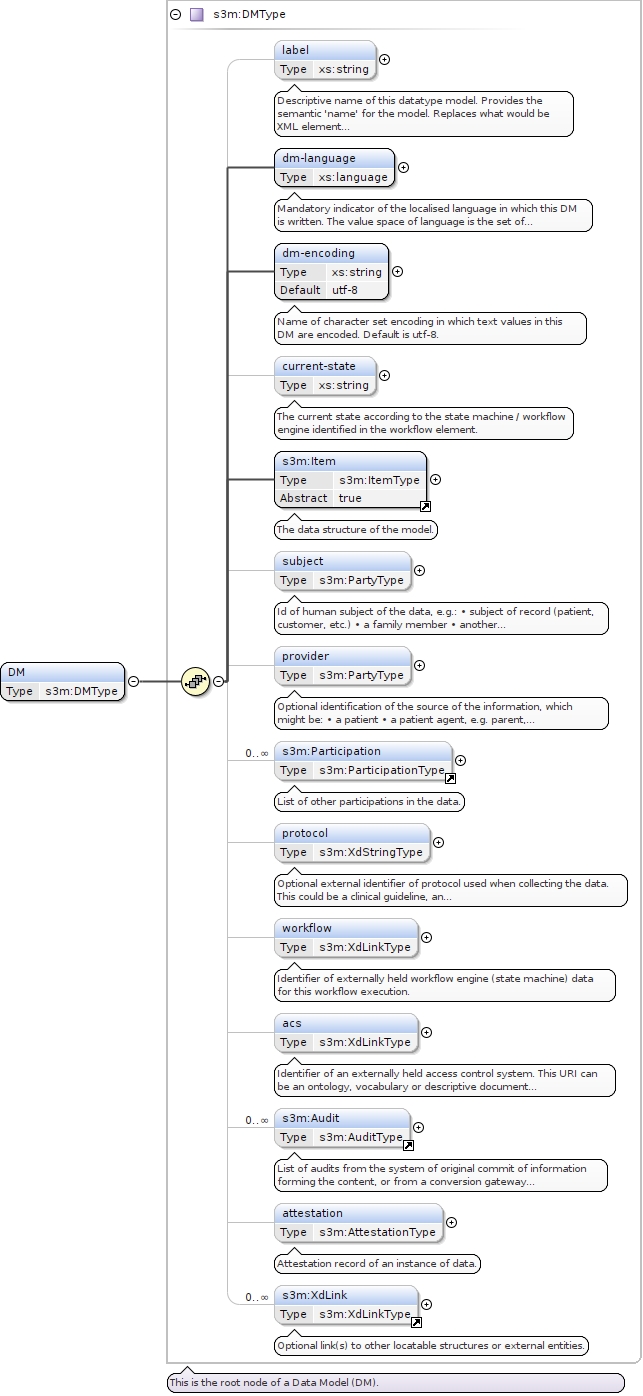 s3m:DMType
label
Type xs:string
Descriptive name of this datatype model. Provides the
semantic 'name' for the model. Replaces what would be
XML element...
dm-language
Type xs:language
Mandatory indicator of the localised language in which this DM
is written. The value space of language is the set of...
dm-encoding
Type xs:string
Default utf-8
Name of character set encoding in which text values in this
DM are encoded. Default is utf-8.
current-state
Type xs:string
The current state according to the state machine / workflow
engine identified in the workflow element.
s3m:Item
Type s3m:ItemType
Abstract true
The data structure of the model.
subject
Type s3m:PartyType
Id of human subject of the data, e.g.: • subject of record (patient,
customer, etc.) • a family member • another...
DM
Type s3m:DMType
provider
Type s3m:PartyType
Optional identification of the source of the information, which
might be: • a patient • a patient agent, e.g. parent,...
0..∞
s3m:Participation
Type s3m:ParticipationType
List of other participations in the data.
protocol
Type s3m:XdStringType
Optional external identifier of protocol used when collecting the data.
This could be a clinical guideline, an...
workflow
Type s3m:XdLinkType
Identifier of externally held workflow engine (state machine) data
for this workflow execution.
acs
Type s3m:XdLinkType
Identifier of an externally held access control system. This URI can
be an ontology, vocabulary or descriptive document...
0..∞
s3m:Audit
Type s3m:AuditType
List of audits from the system of original commit of information
forming the content, or from a conversion gateway...
attestation
Type s3m:AttestationType
Attestation record of an instance of data.
0..∞
s3m:XdLink
Type s3m:XdLinkType
Optional link(s) to other locatable structures or external entities.
This is the root node of a Data Model (DM).